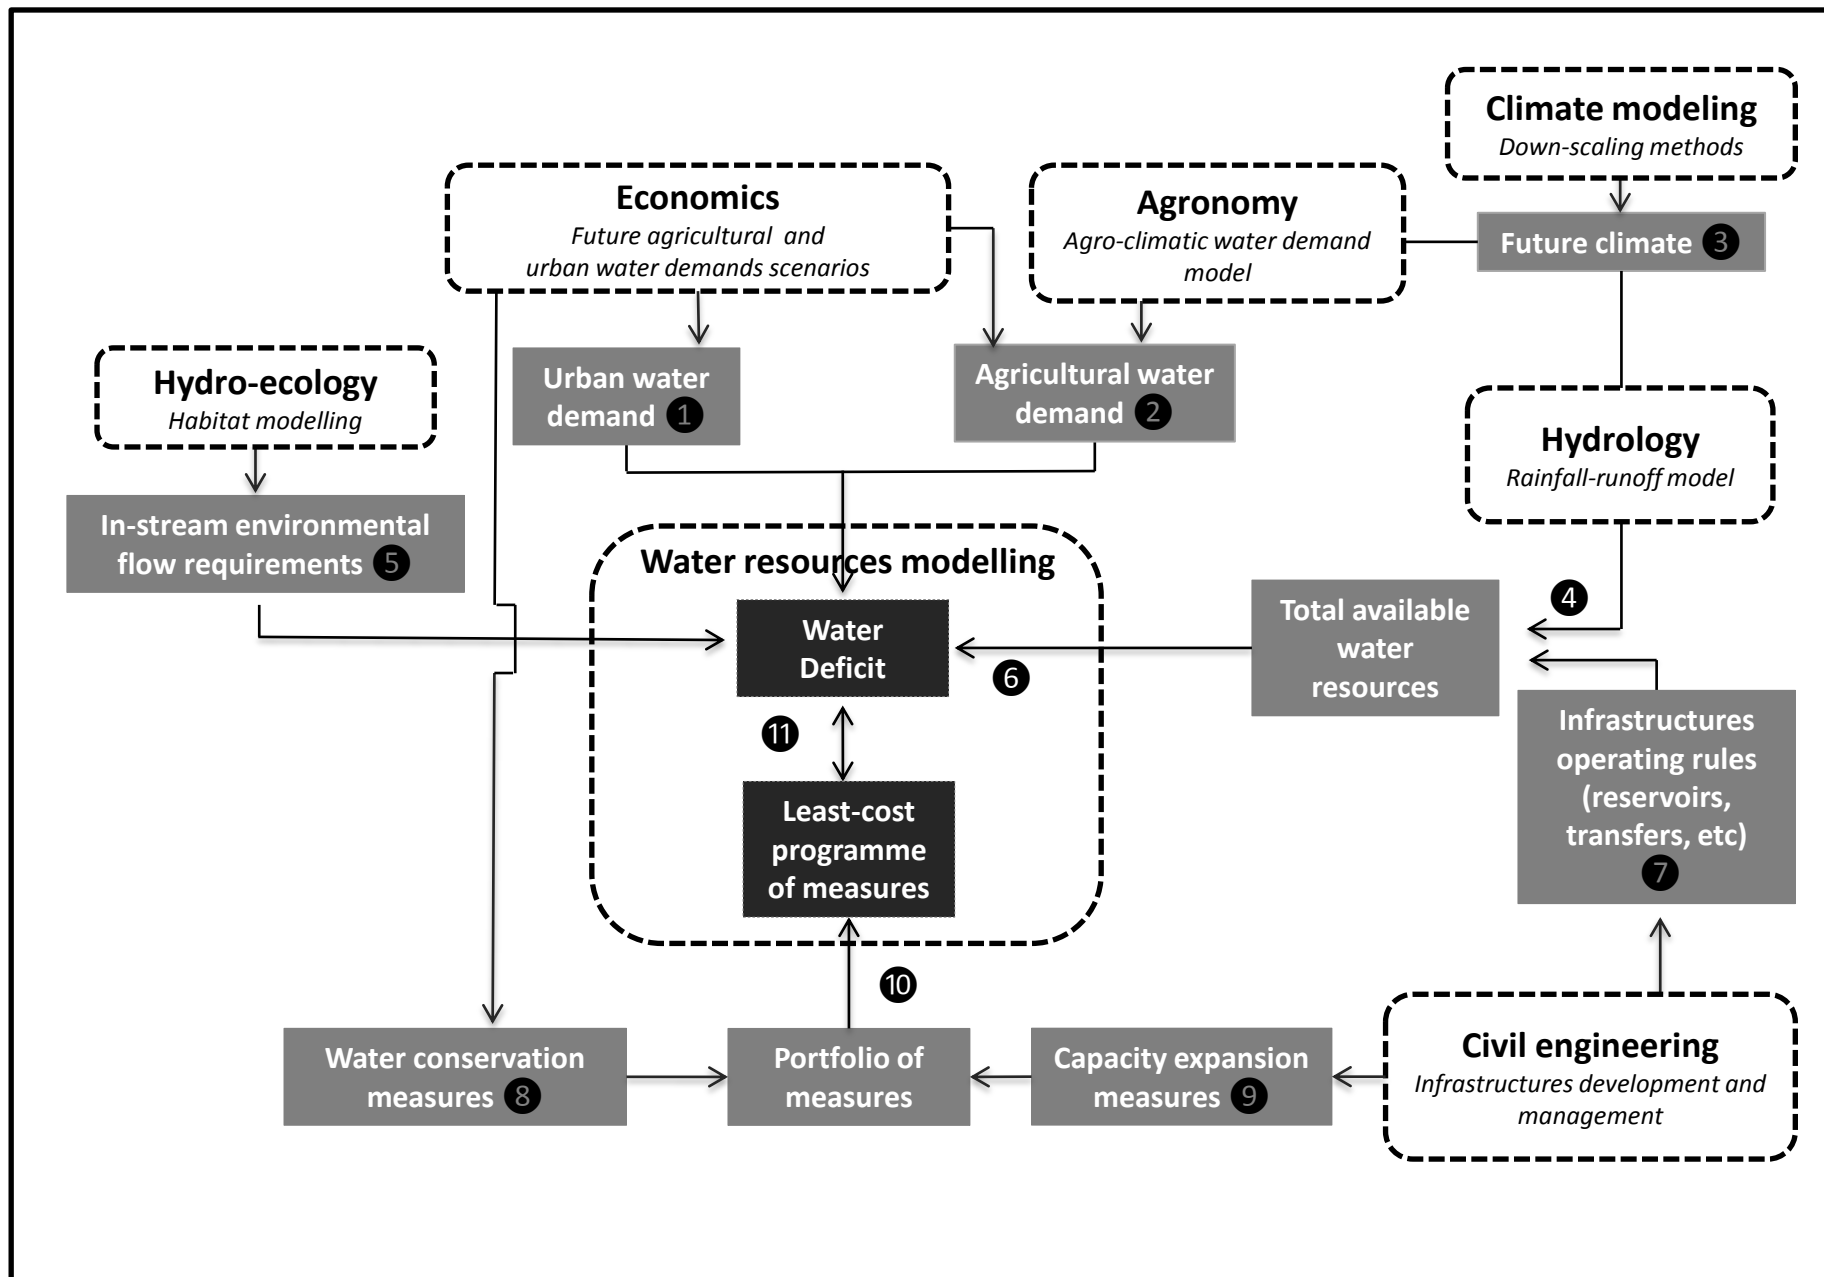 Climate modeling
Down-scaling methods
Economics
Future agricultural and
urban water demands scenarios
Agronomy
Agro-climatic water demand
model
Future climate 3
Hydro-ecology
Habitat modelling
Urban water
demand 1
Agricultural water
demand 2
Hydrology
Rainfall-runoff model
In-stream environmental
flow requirements 5
Water resources modelling
Water
Deficit
6
Total available
water
resources
4
11
Infrastructures
operating rules
(reservoirs,
transfers, etc)
7
Least-cost
programme
of measures
10
Water conservation
measures 8
Portfolio of
measures
Capacity expansion
measures 9
Civil engineering
Infrastructures development and
management